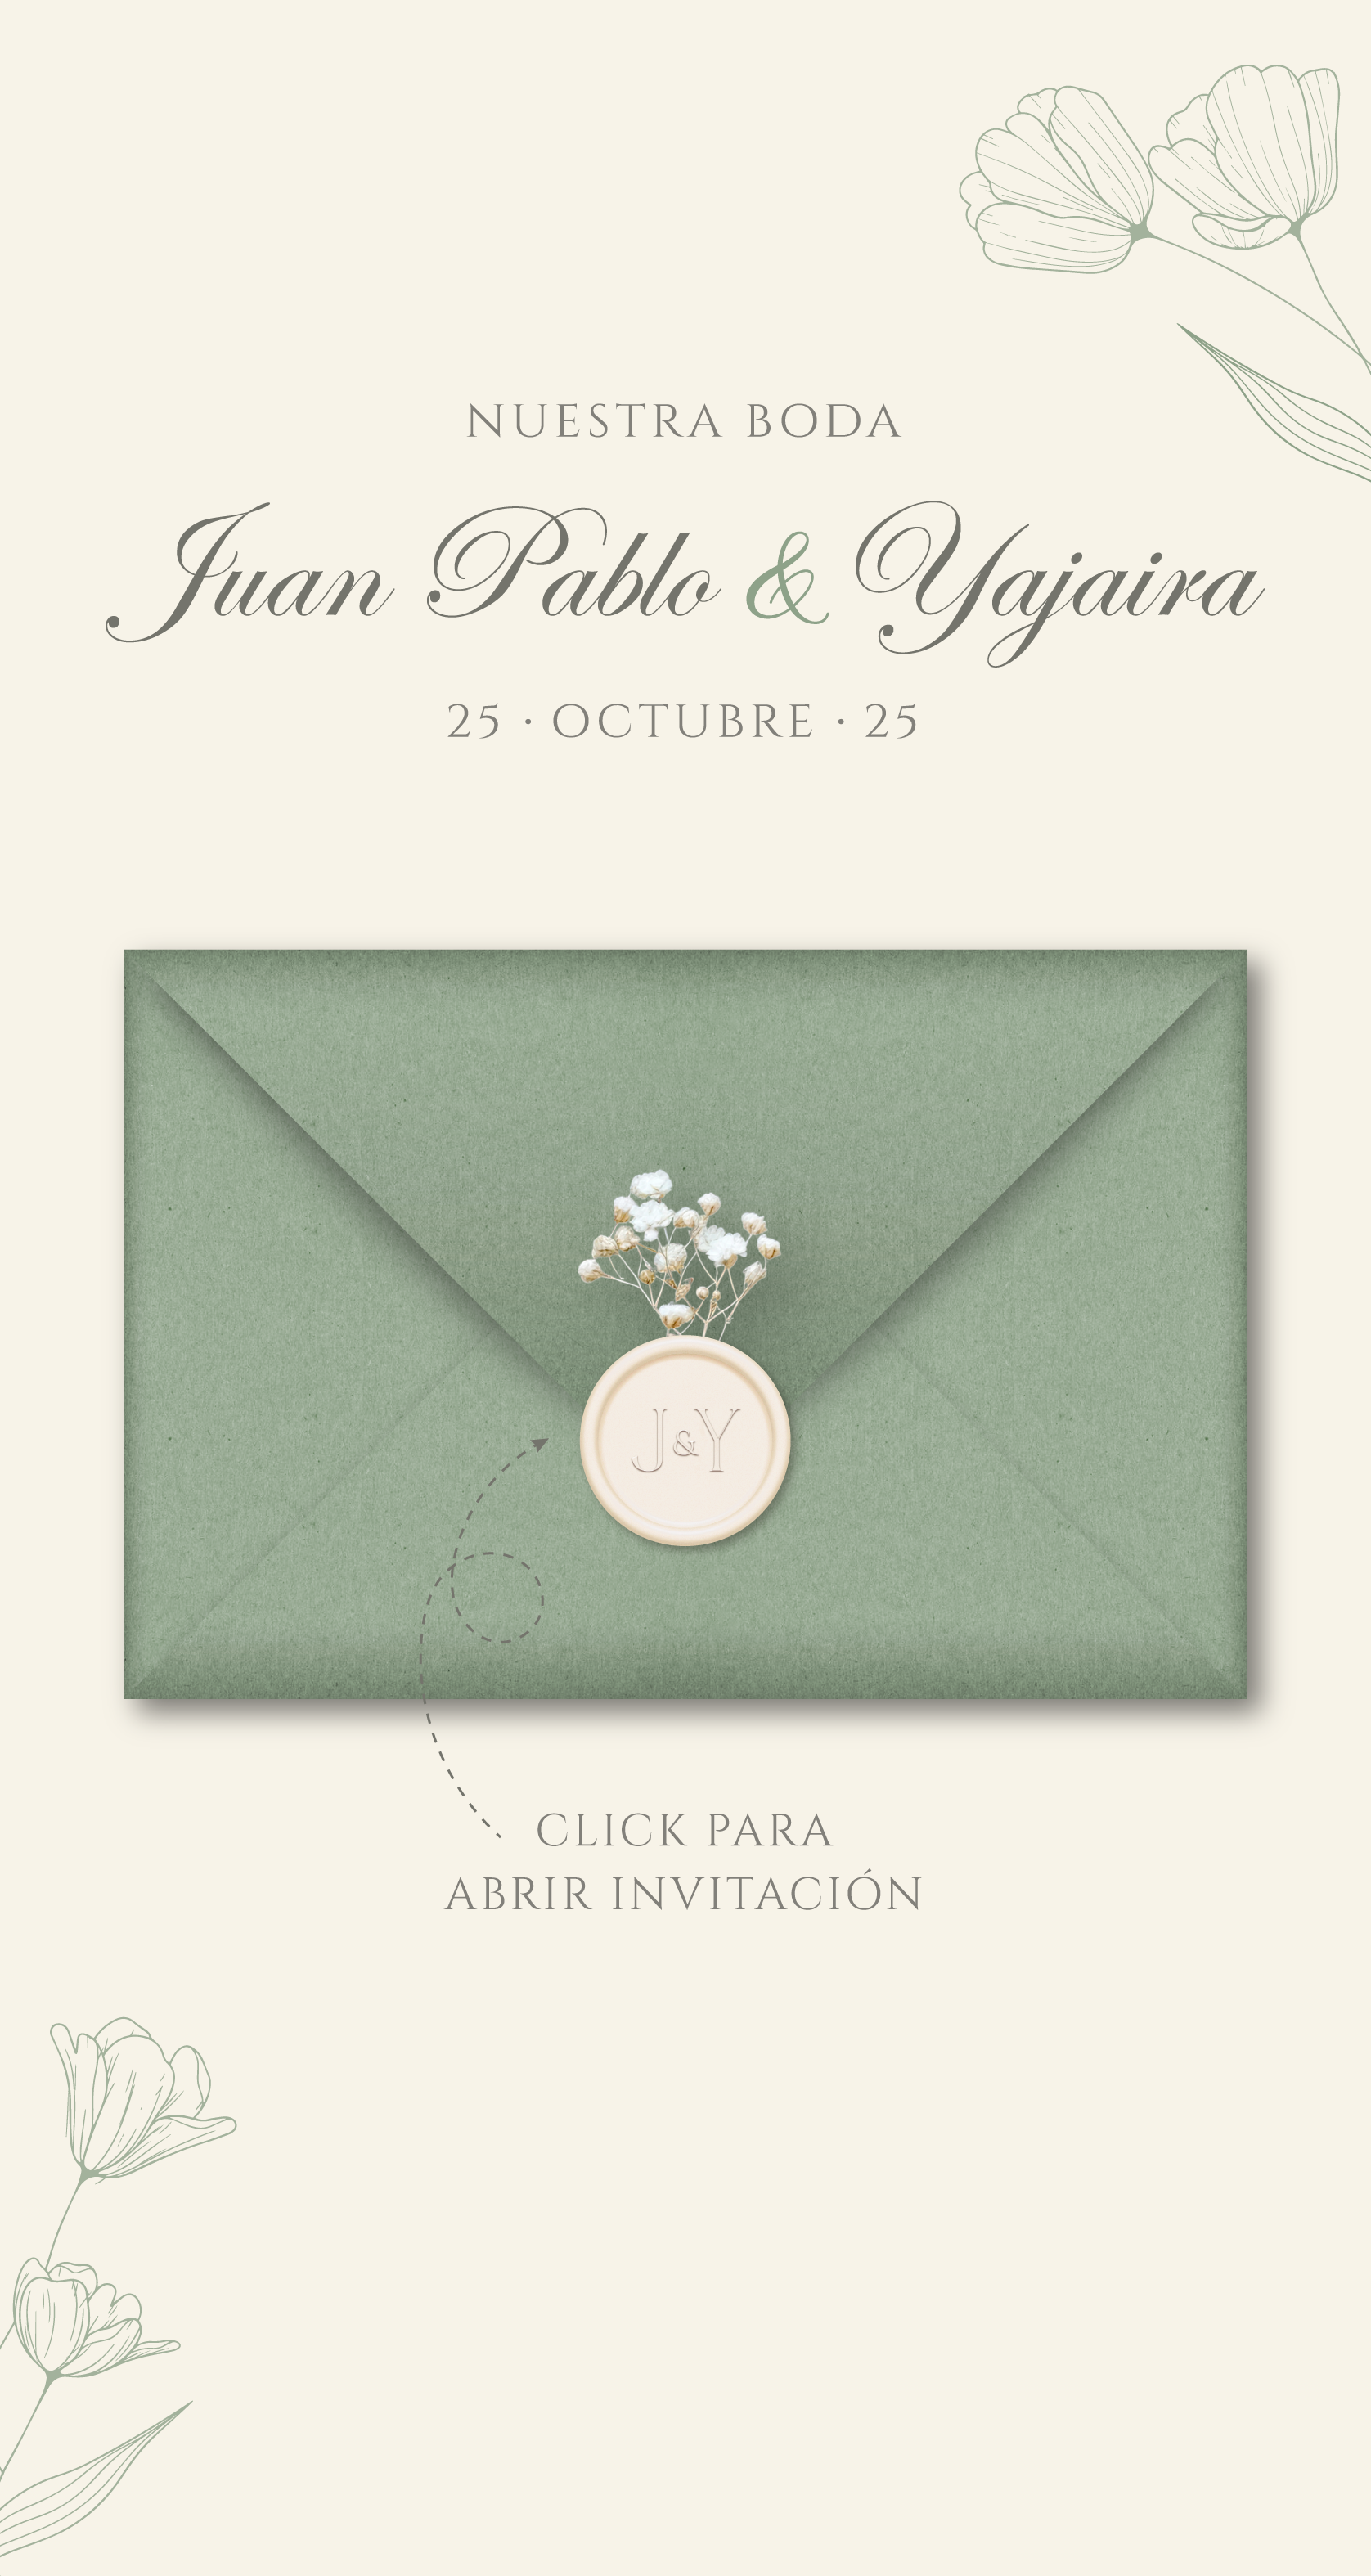 NUESTRA BODA
Juan Pablo & Yajaira
25 · OCTUBRE · 25
J&Y
CLICK PARA
ABRIR INVITACIÓN